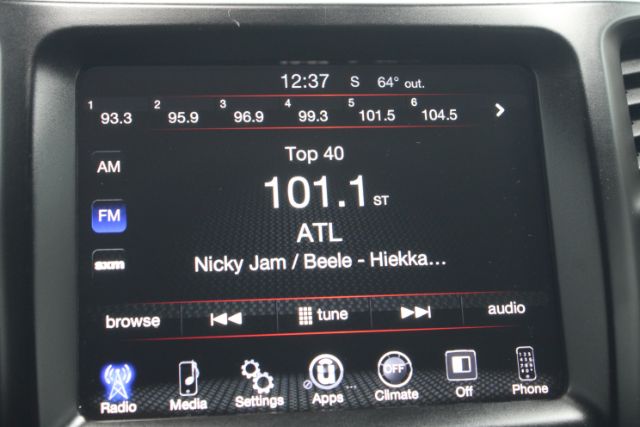 12:37 S 64° out.
1 93.3 2 95.9 3 96.9 4 99.3 5 101.5 6 104.5
Top 40
AM
101.1 ST
FM
ATL
sxm
Nicky Jam / Beele - Hiekka...
browse tune audio
OFF
Radio Media Settings Apps Climate Off Phone